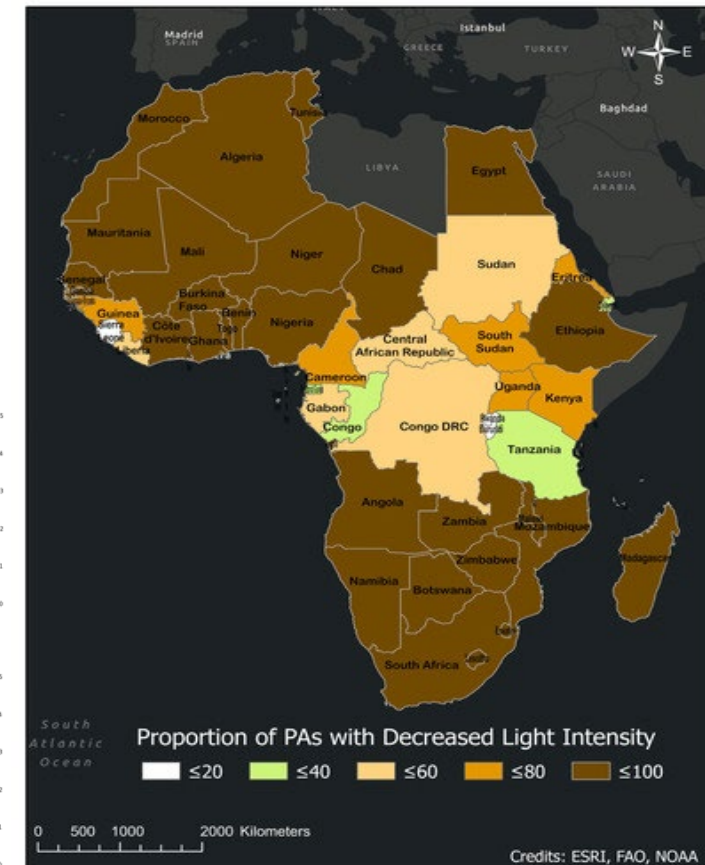 N
Madrid
SPAIN
Istanbul
GREECE
TURKEY
W
E
S
Baghdad
Morocco
Tunisia
Algeria
LIBYA
Egypt
SAUDI
ARABIA
Mauritania
Mali
Niger
Chad
Sudan
Eritrea
Senegal
Burkina
Faso
Guinea
Benin
Nigeria
Sierra
Leone
Côte
d'Ivoire
Togo
Ghana
Liberia
Ethiopia
South
Sudan
Central
African Republic
Cameroon
Uganda
Kenya
Gabon
Congo
Congo DRC
Tanzania
Angola
Zambia
Mozambique
Madagascar
Zimbabwe
Namibia
Botswana
South Africa
South
Atlantic
Ocean
Proportion of PAs with Decreased Light Intensity
≤20 ≤40 ≤60 ≤80 ≤100
0 500 1000 2000 Kilometers
Credits: ESRI, FAO, NOAA